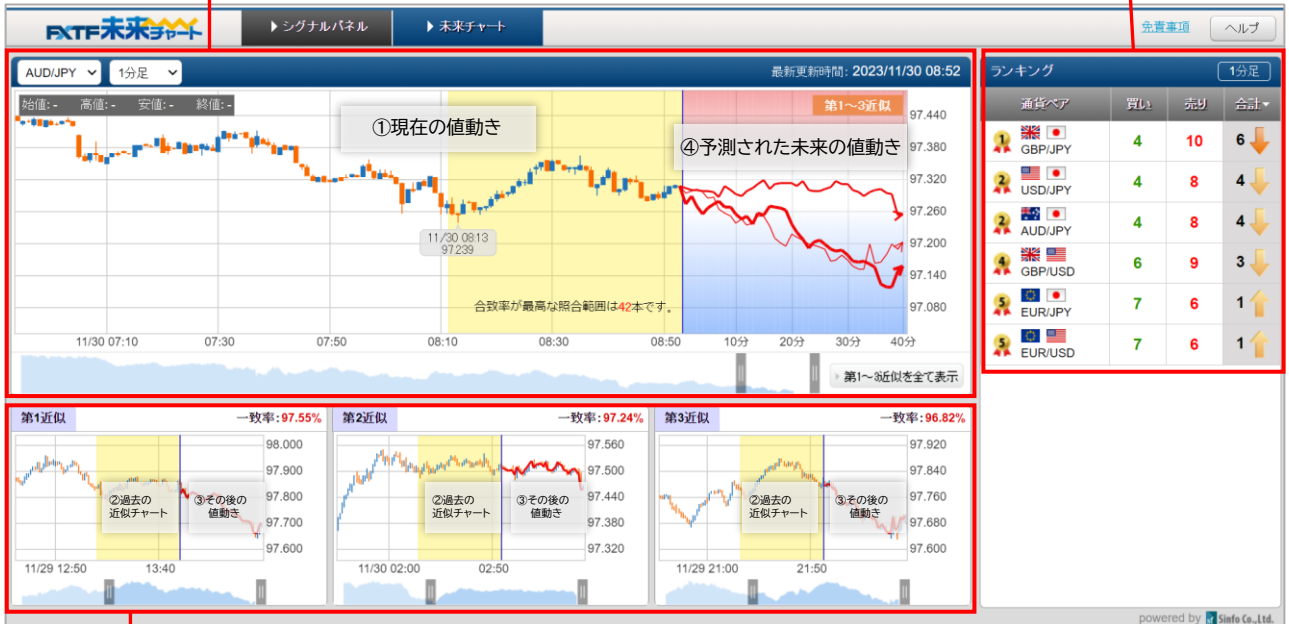 FXTF未来チャート
シグナルパネル
未来チャート
免責事項
ヘルプ
AUD/JPY
1分足
最新更新時間: 2023/11/30 08:52
始値:- 高値:- 安値:- 終値:-
①現在の値動き
第1～3近似
④予測された未来の値動き
97.440
97.380
97.320
97.260
97.200
97.140
97.080
11/30 08:13
97.239
合致率が最高な照合範囲は42本です。
11/30 07:10
07:30
07:50
08:10
08:30
08:50
10分
20分
30分
40分
第1～3近似を全て表示
ランキング
1分足
通貨ペア 買い 売り 合計
1 GBP/JPY 4 10 6
2 USD/JPY 4 8 4
2 AUD/JPY 4 8 4
4 GBP/USD 6 9 3
5 EUR/JPY 7 6 1
5 EUR/USD 7 6 1
第1近似
一致率:97.55%
98.000
97.900
97.800
97.700
97.600
②過去の
近似チャート
③その後の
値動き
11/29 12:50
13:40
第2近似
一致率:97.24%
97.560
97.500
97.440
97.380
97.320
②過去の
近似チャート
③その後の
値動き
11/30 02:00
02:50
第3近似
一致率:96.82%
97.920
97.840
97.760
97.680
97.600
②過去の
近似チャート
③その後の
値動き
11/29 21:00
21:50
powered by Sinfo Co.,Ltd.